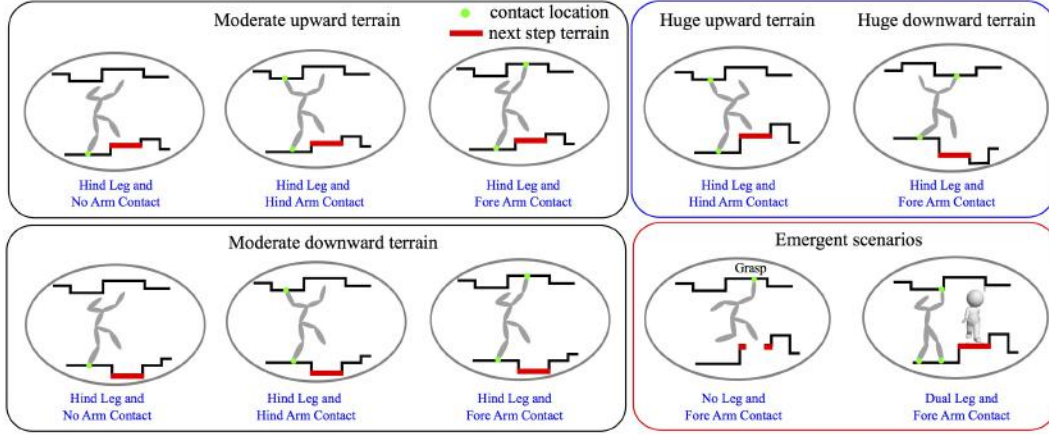 Moderate upward terrain
contact location
next step terrain
Hind Leg and
No Arm Contact
Hind Leg and
Hind Arm Contact
Hind Leg and
Fore Arm Contact
Huge upward terrain
Huge downward terrain
Hind Leg and
Hind Arm Contact
Hind Leg and
Fore Arm Contact
Moderate downward terrain
Hind Leg and
No Arm Contact
Hind Leg and
Hind Arm Contact
Hind Leg and
Fore Arm Contact
Emergent scenarios
Grasp
No Leg and
Fore Arm Contact
Dual Leg and
Fore Arm Contact